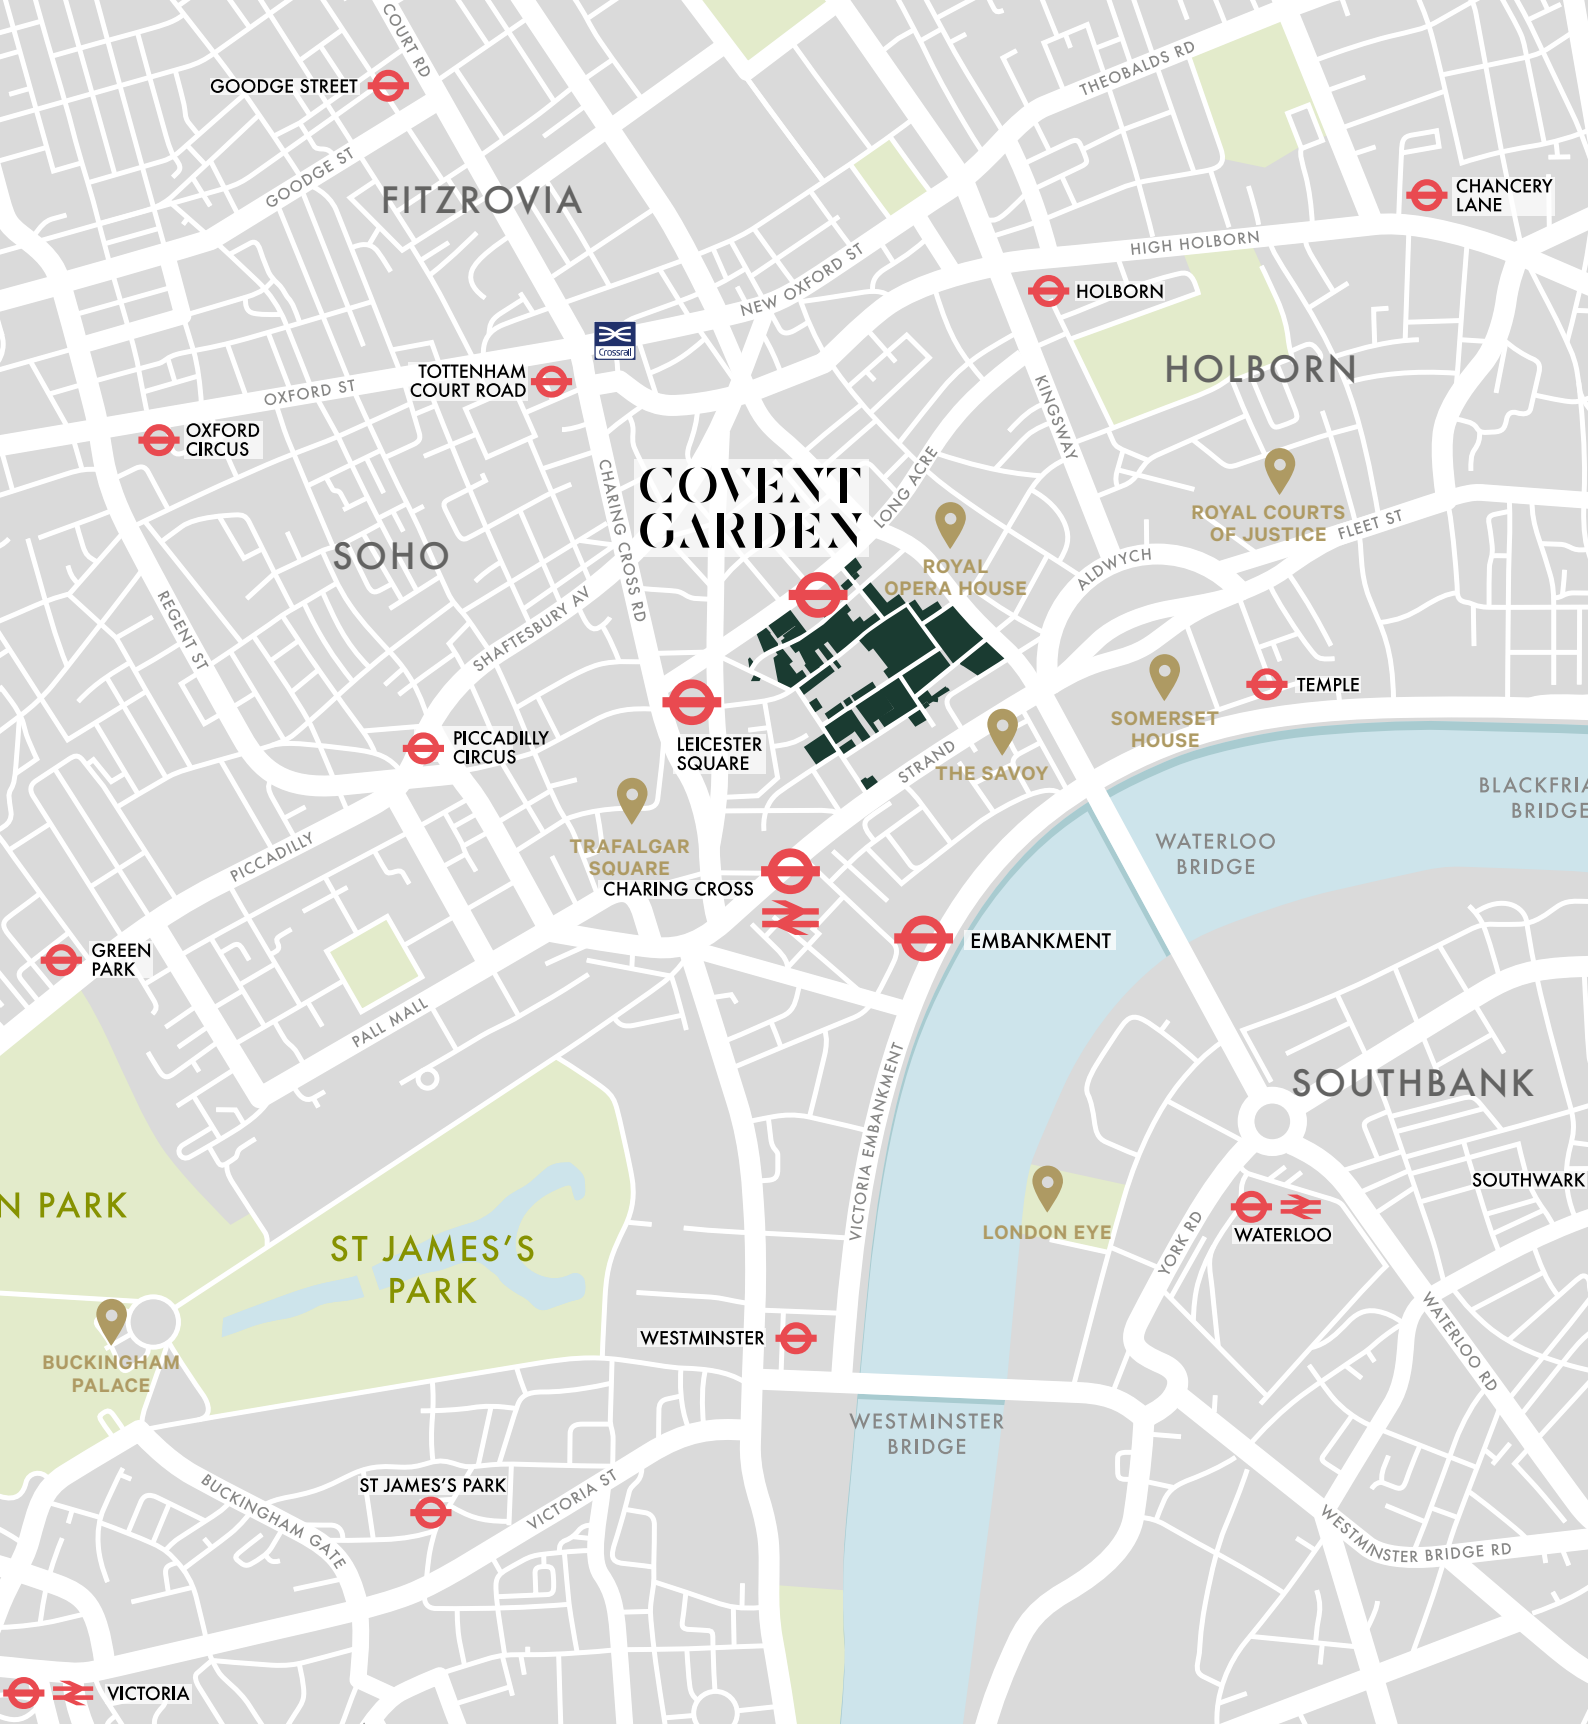 COURT RD
GOODGE STREET
THEOBALDS RD
GOODGE ST
FITZROVIA
CHANCERY
LANE
HIGH HOLBORN
NEW OXFORD ST
HOLBORN
Crossrail
TOTTENHAM
COURT ROAD
OXFORD ST
HOLBORN
KINGSWAY
OXFORD
CIRCUS
COVENT
GARDEN
LONG ACRE
CHARING CROSS RD
ROYAL COURTS
OF JUSTICE
FLEET ST
SOHO
ROYAL
OPERA HOUSE
ALDWYCH
REGENT ST
SHAFTESBURY AV
TEMPLE
SOMERSET
HOUSE
PICCADILLY
CIRCUS
LEICESTER
SQUARE
STRAND
THE SAVOY
BLACKFRIA
BRIDGE
WATERLOO
BRIDGE
PICCADILLY
TRAFALGAR
SQUARE
CHARING CROSS
EMBANKMENT
GREEN
PARK
PALL MALL
VICTORIA EMBANKMENT
SOUTHBANK
SOUTHWARK
N PARK
ST JAMES'S
PARK
LONDON EYE
YORK RD
WATERLOO
WATERLOO RD
WESTMINSTER
BUCKINGHAM
PALACE
WESTMINSTER
BRIDGE
ST JAMES'S PARK
BUCKINGHAM GATE
VICTORIA ST
WESTMINSTER BRIDGE RD
VICTORIA